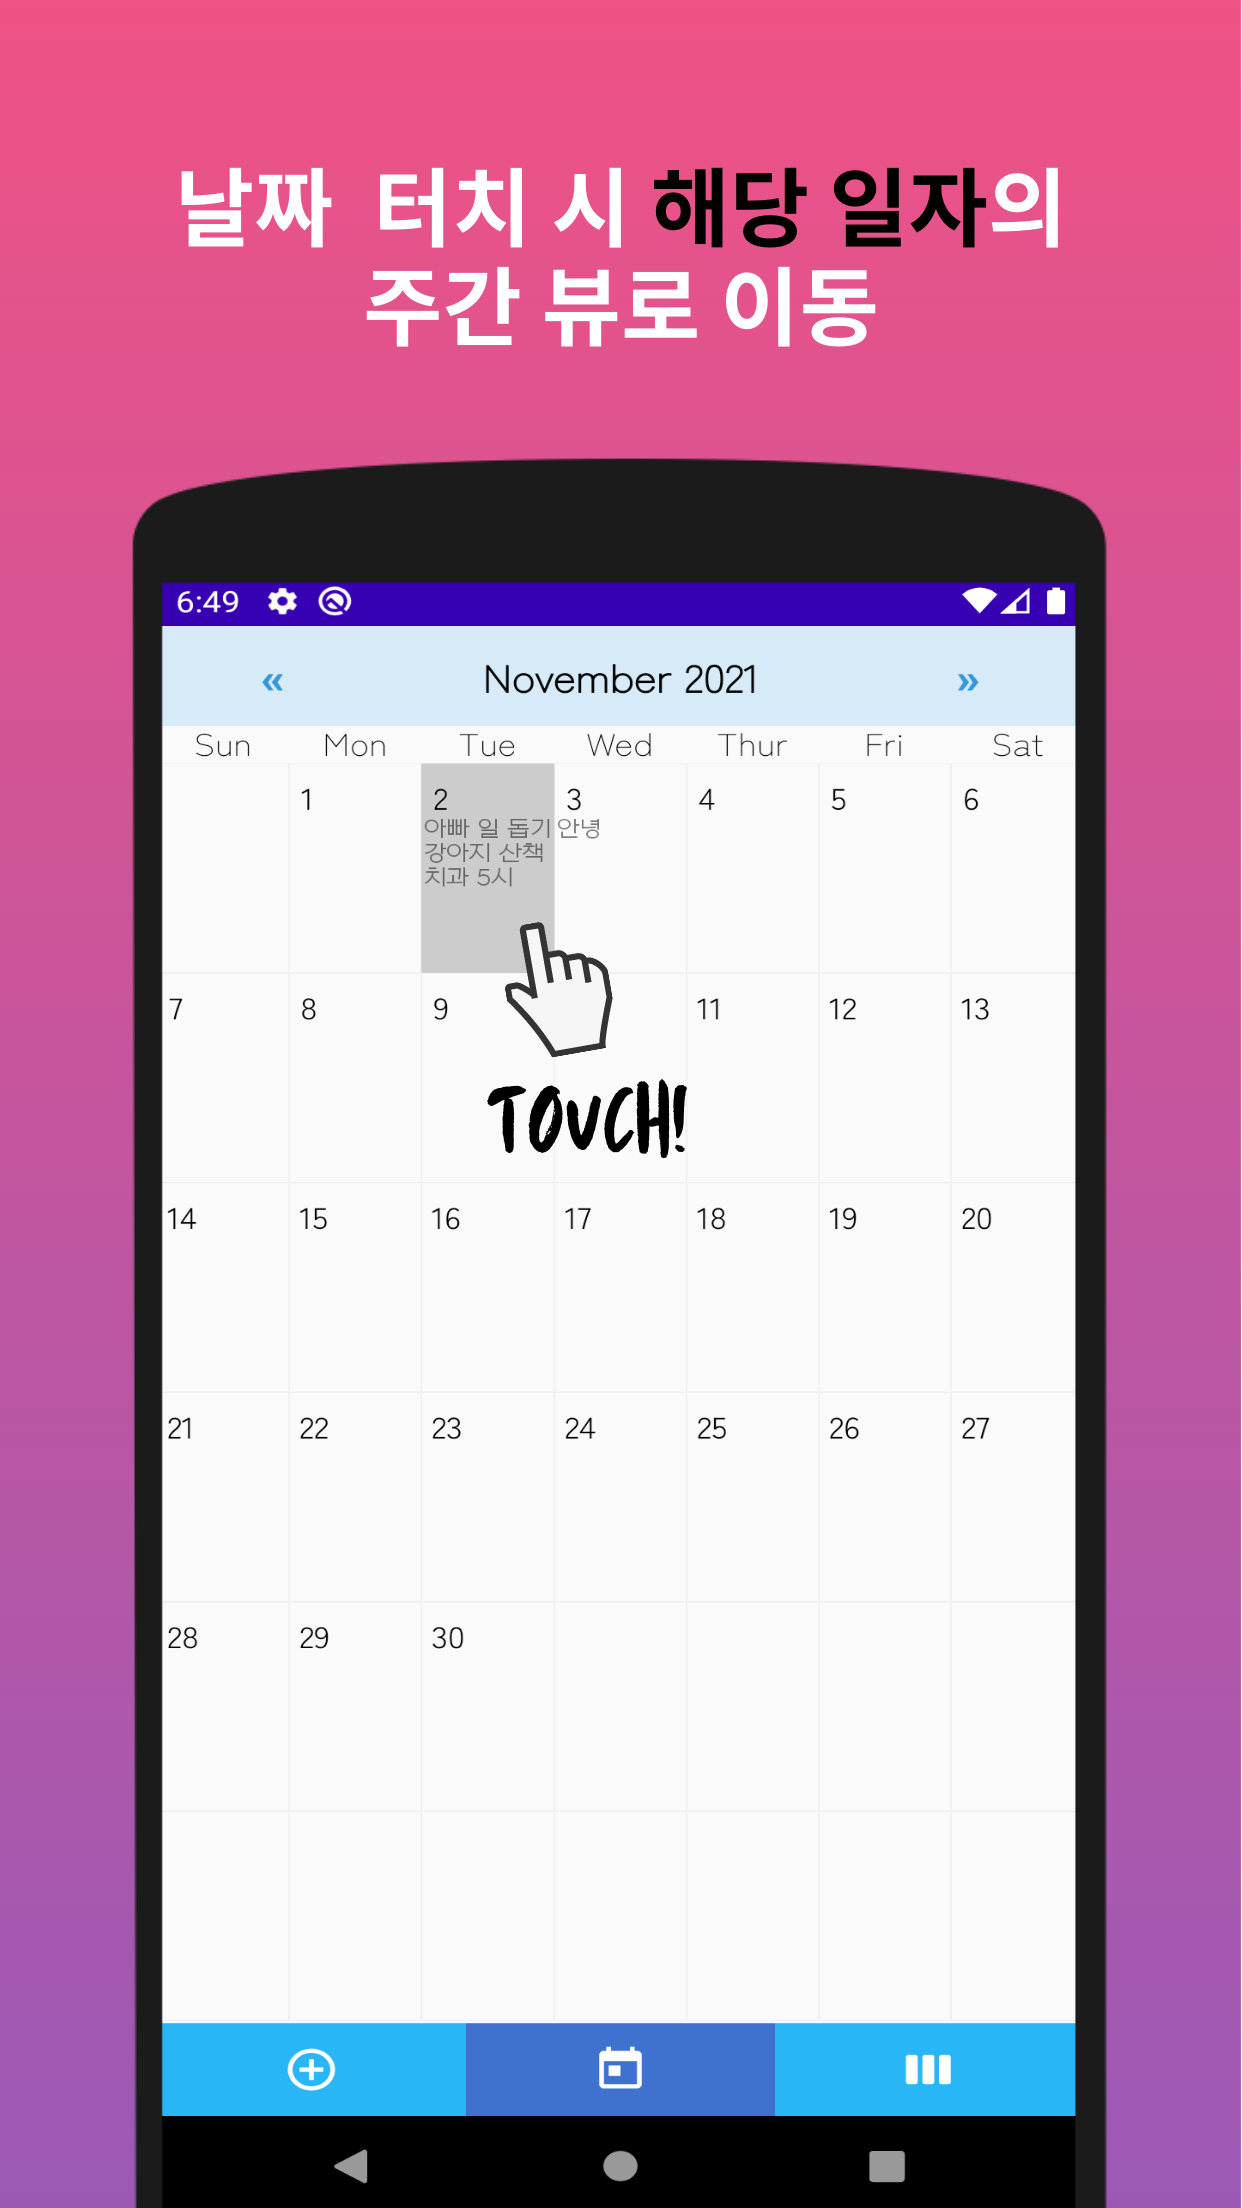 날짜 터치 시 해당 일자의
주간 뷰로 이동
6:49
« November 2021 »
Sun Mon Tue Wed Thur Fri Sat
1 2 3 4 5 6
아빠 일 돕기 안녕
강아지 산책
치과 5시
7 8 9 11 12 13
TOUCH!
14 15 16 17 18 19 20
21 22 23 24 25 26 27
28 29 30